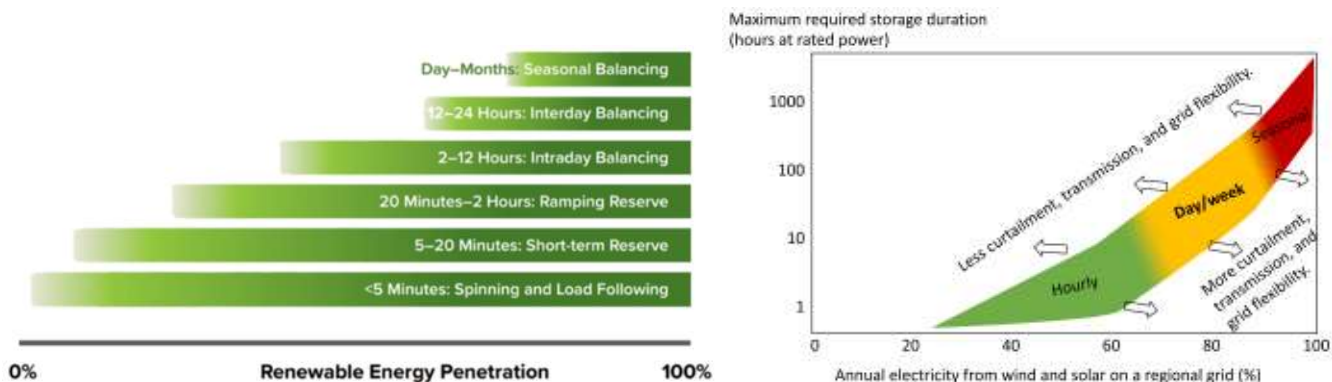 Day–Months: Seasonal Balancing
12–24 Hours: Interday Balancing
2–12 Hours: Intraday Balancing
20 Minutes–2 Hours: Ramping Reserve
5–20 Minutes: Short-term Reserve
<5 Minutes: Spinning and Load Following
0%
Renewable Energy Penetration
100%
Maximum required storage duration
(hours at rated power)
1000
100
10
1
Less curtailment, transmission, and grid flexibility.
Seasonal
Day/week
Hourly
More curtailment,
transmission, and
grid flexibility.
0
20
40
60
80
100
Annual electricity from wind and solar on a regional grid (%)